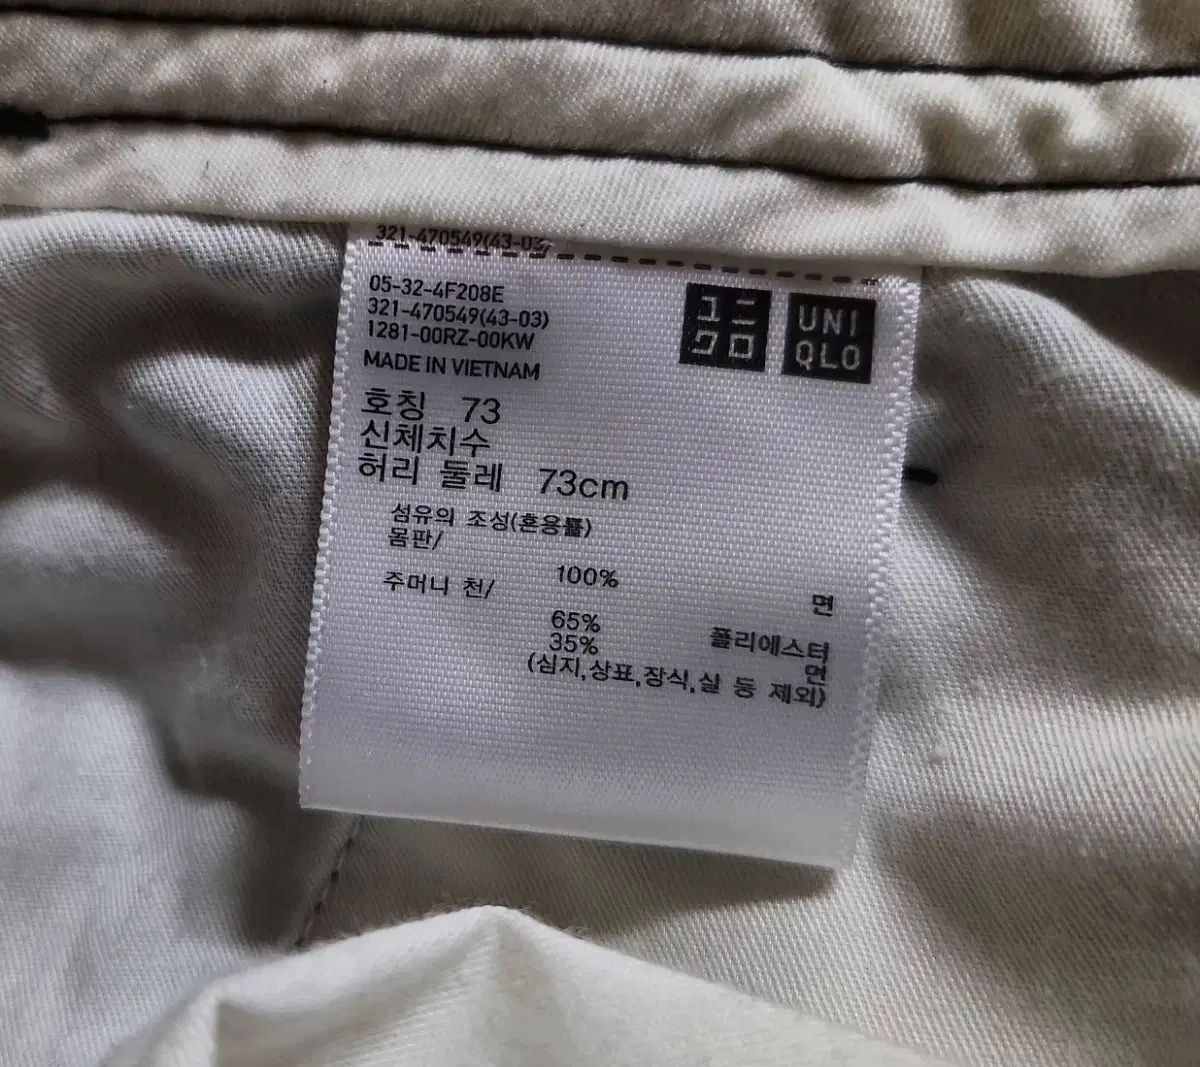 321-470549(43-03)
05-32-4F208E
321-470549(43-03)
1281-00RZ-00KW
MADE IN VIETNAM
ユニ
クロ
UNI
QLO
호칭 73
신체치수
허리 둘레 73cm
섬유의 조성(혼용률)
몸판/
100% 면
주머니 천/
65% 폴리에스터
35% 면
(심지,상표,장식,실 등 제외)